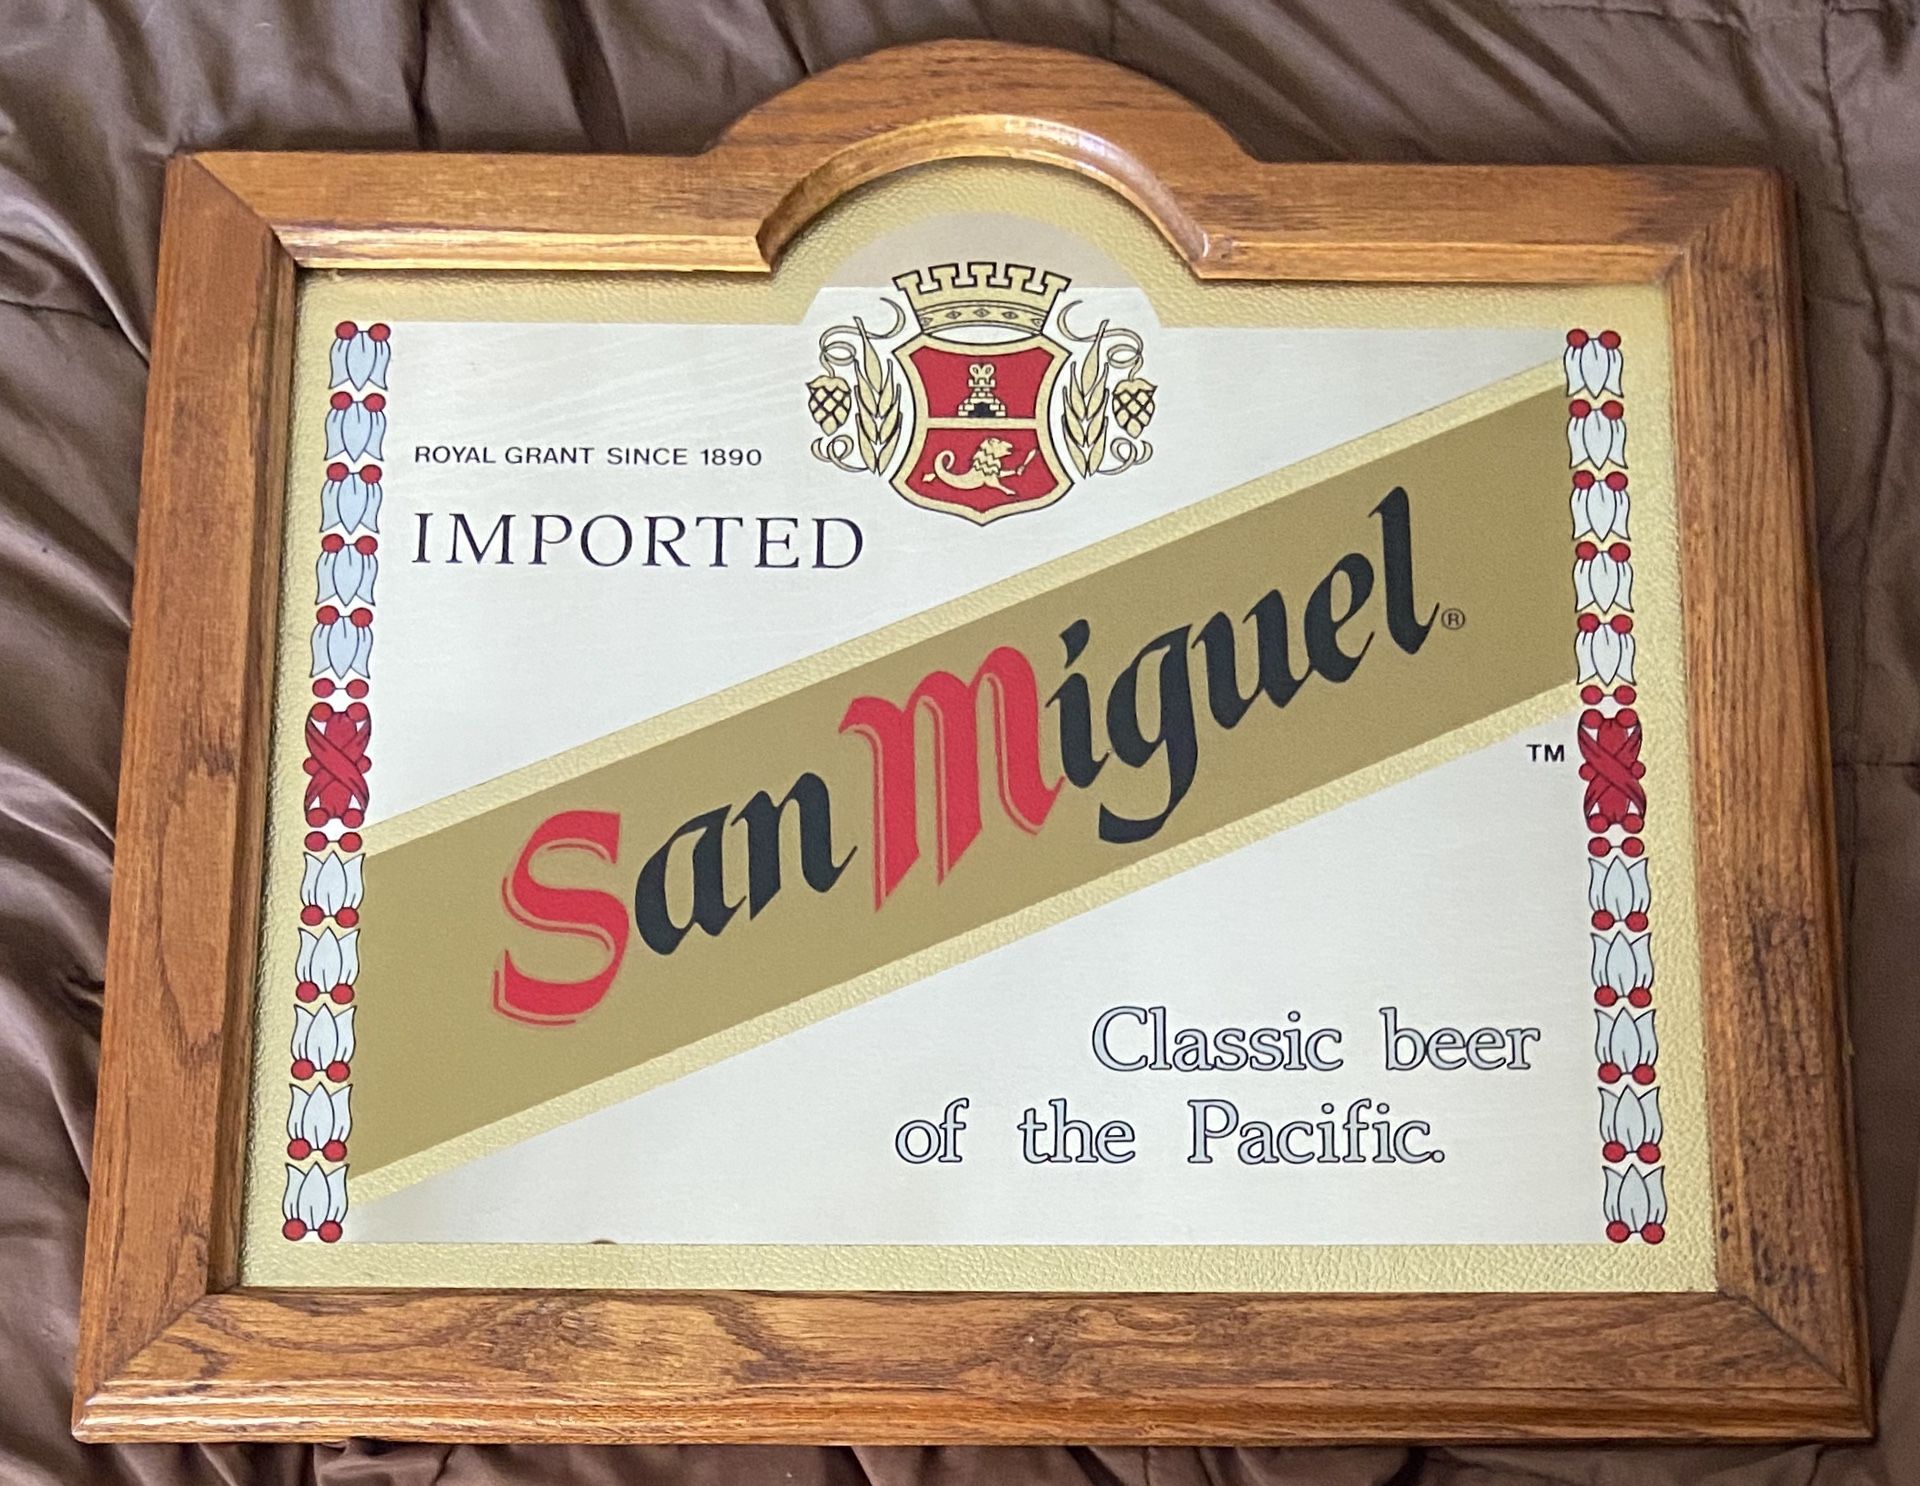 ROYAL GRANT SINCE 1890
IMPORTED
San Miguel®
TM
Classic beer
of the Pacific.